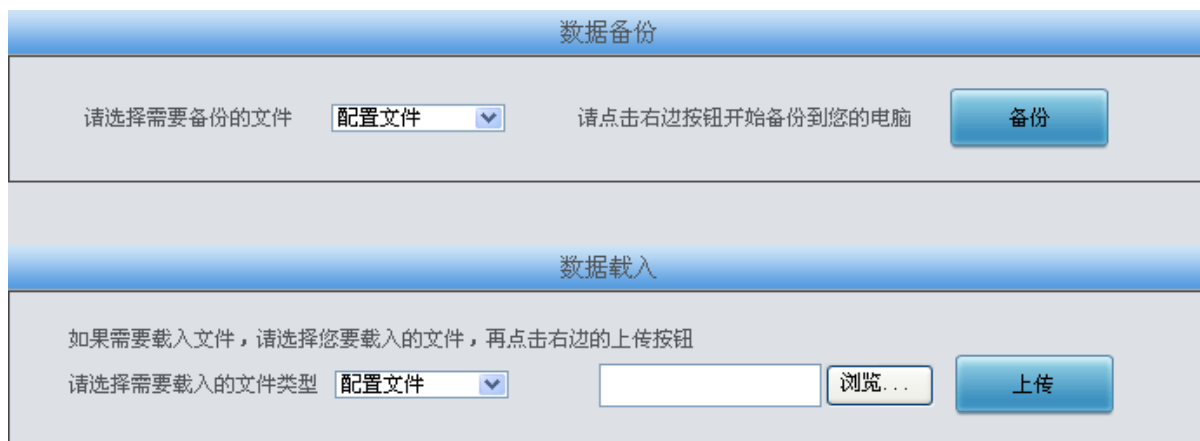 数据备份
请选择需要备份的文件 配置文件 请点击右边按钮开始备份到您的电脑 备份
数据载入
如果需要载入文件，请选择您要载入的文件，再点击右边的上传按钮
请选择需要载入的文件类型 配置文件 浏览... 上传